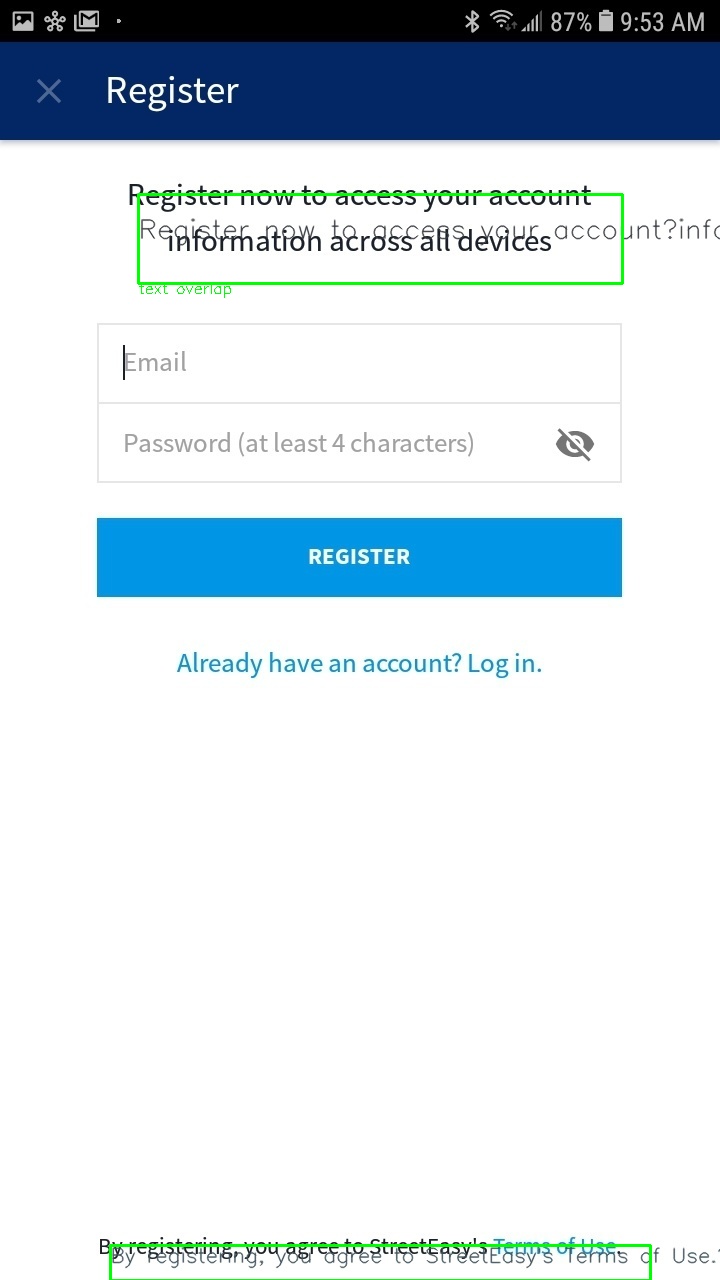 87% 9:53 AM
Register
Register now to access your account
Register now to access your account?info
information across all devices
text overlap
Email
Password (at least 4 characters)
REGISTER
Already have an account? Log in.
By registering, you agree to StreetEasy's Terms of Use.
By registering, you agree to StreetEasy's Terms of Use.?